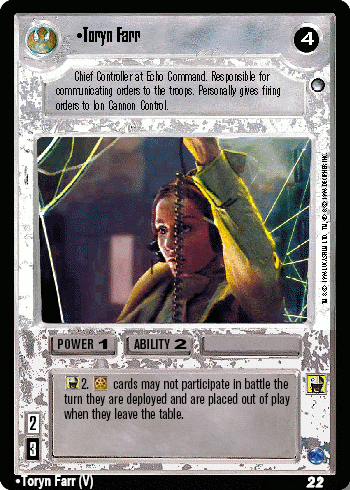 •Toryn Farr
4
Chief Controller at Echo Command. Responsible for
communicating orders to the troops. Personally gives firing
orders to Ion Cannon Control.
POWER 1 ABILITY 2
2. cards may not participate in battle the
turn they are deployed and are placed out of play
when they leave the table.
2
3
•Toryn Farr (V)
22